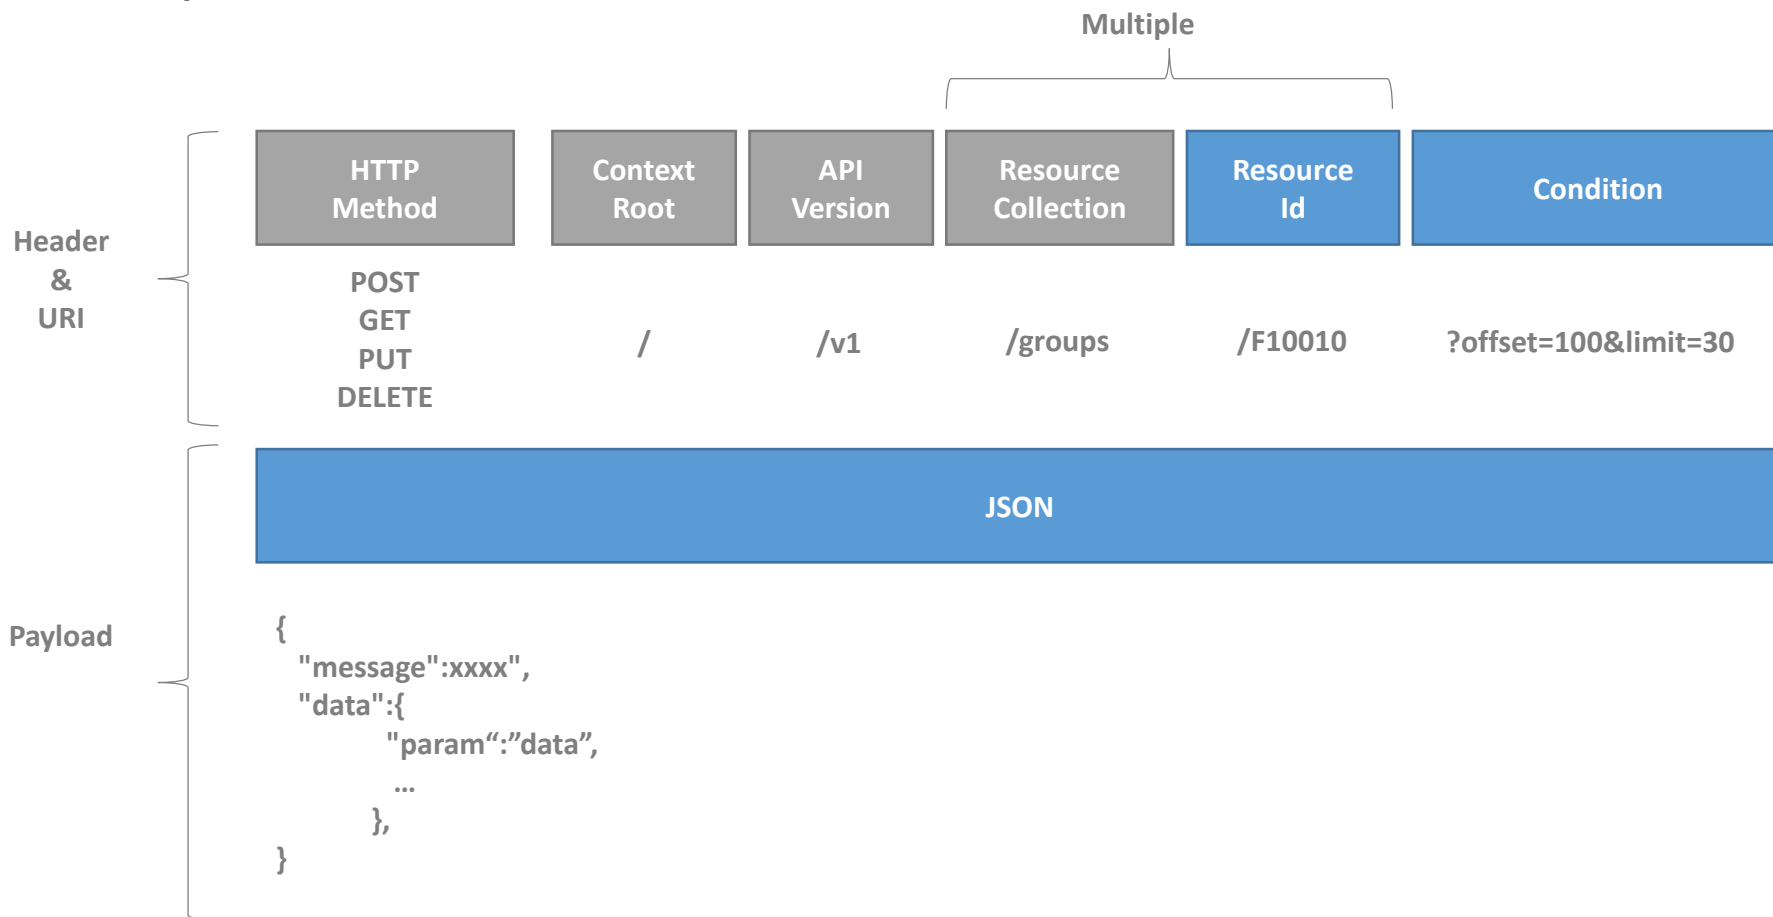 Multiple
HTTP
Method
Context
Root
API
Version
Resource
Collection
Resource
Id
Condition
Header
&
URI
POST
GET
PUT
DELETE
/
/v1
/groups
/F10010
?offset=100&limit=30
JSON
Payload
{
"message":xxxx",
"data":{
"param“:”data”,
...
},
}